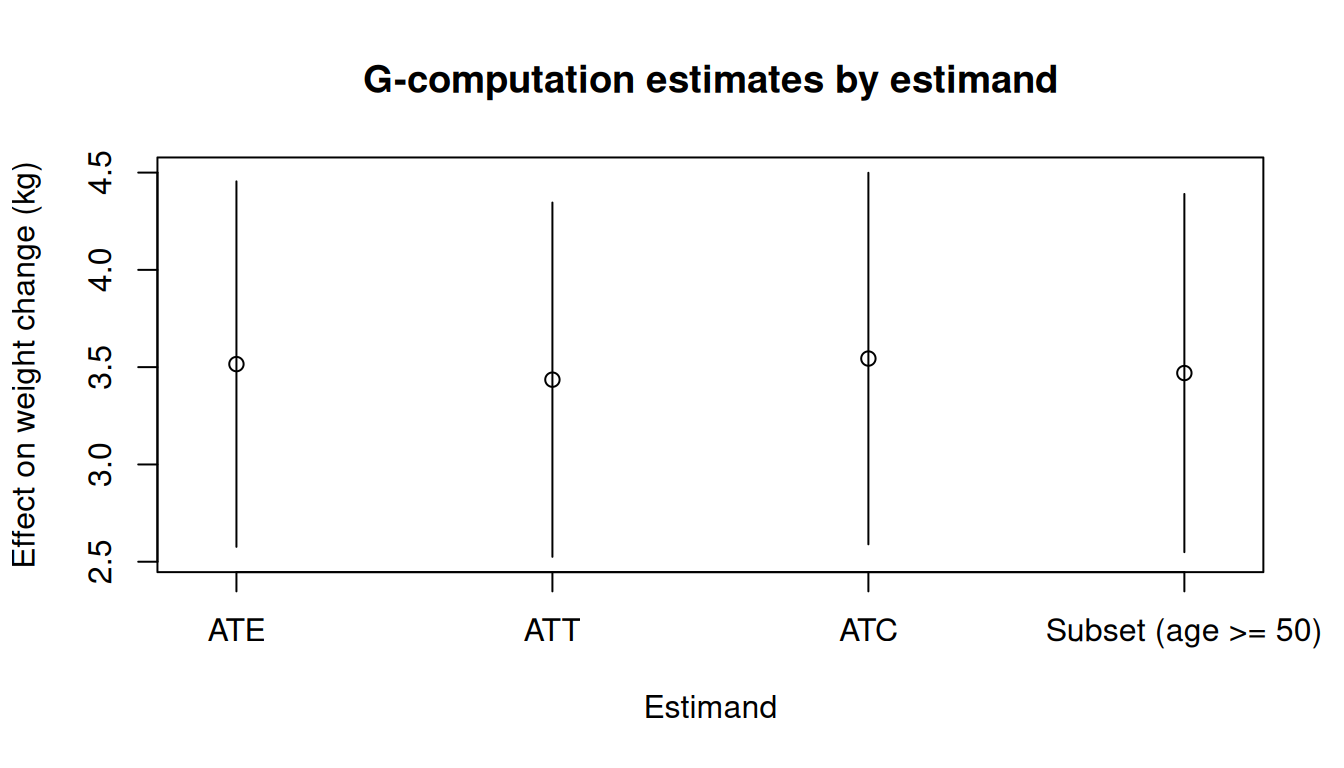 G-computation estimates by estimand
Effect on weight change (kg)
4.5
4.0
3.5
3.0
2.5
ATE
ATT
ATC
Subset (age >= 50)
Estimand